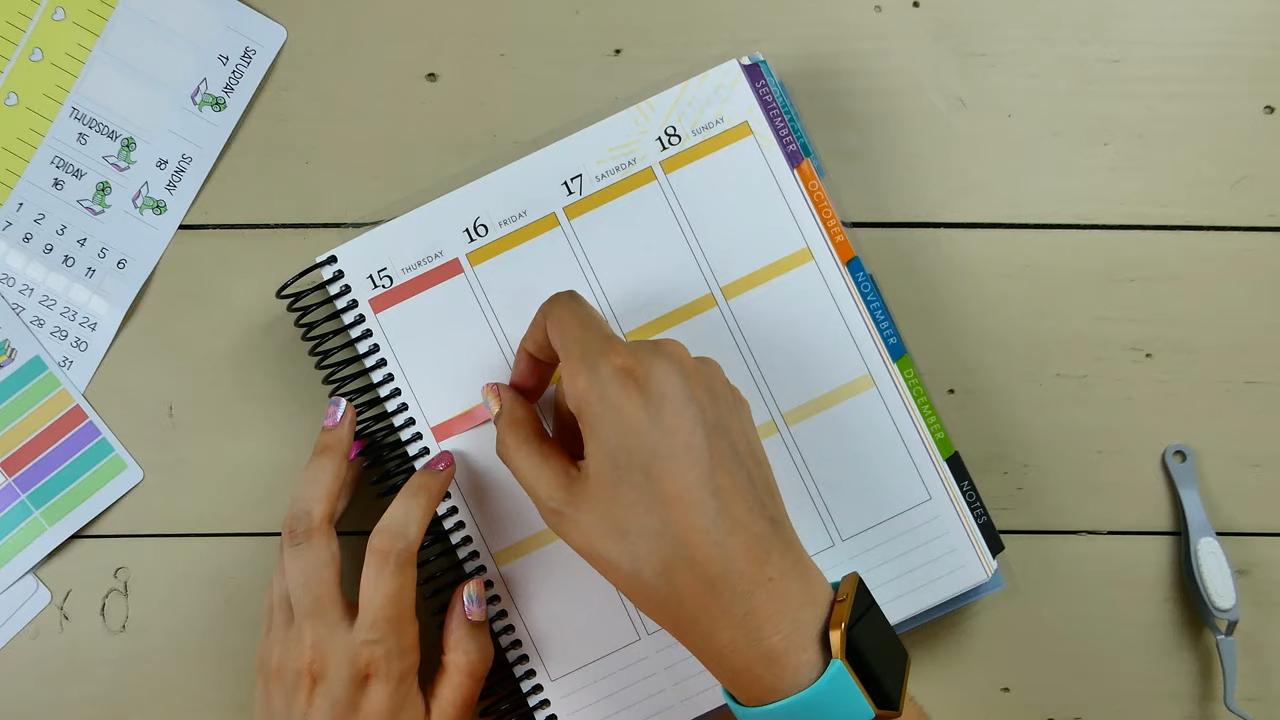 SATURDAY
17
THURSDAY
15
SUNDAY
18
FRIDAY
16
1 2 3 4 5 6
7 8 9 10 11
20 21 22 23 24
27 28 29 30
31
15 THURSDAY
16 FRIDAY
17 SATURDAY
18 SUNDAY
SEPTEMBER
OCTOBER
NOVEMBER
DECEMBER
NOTES